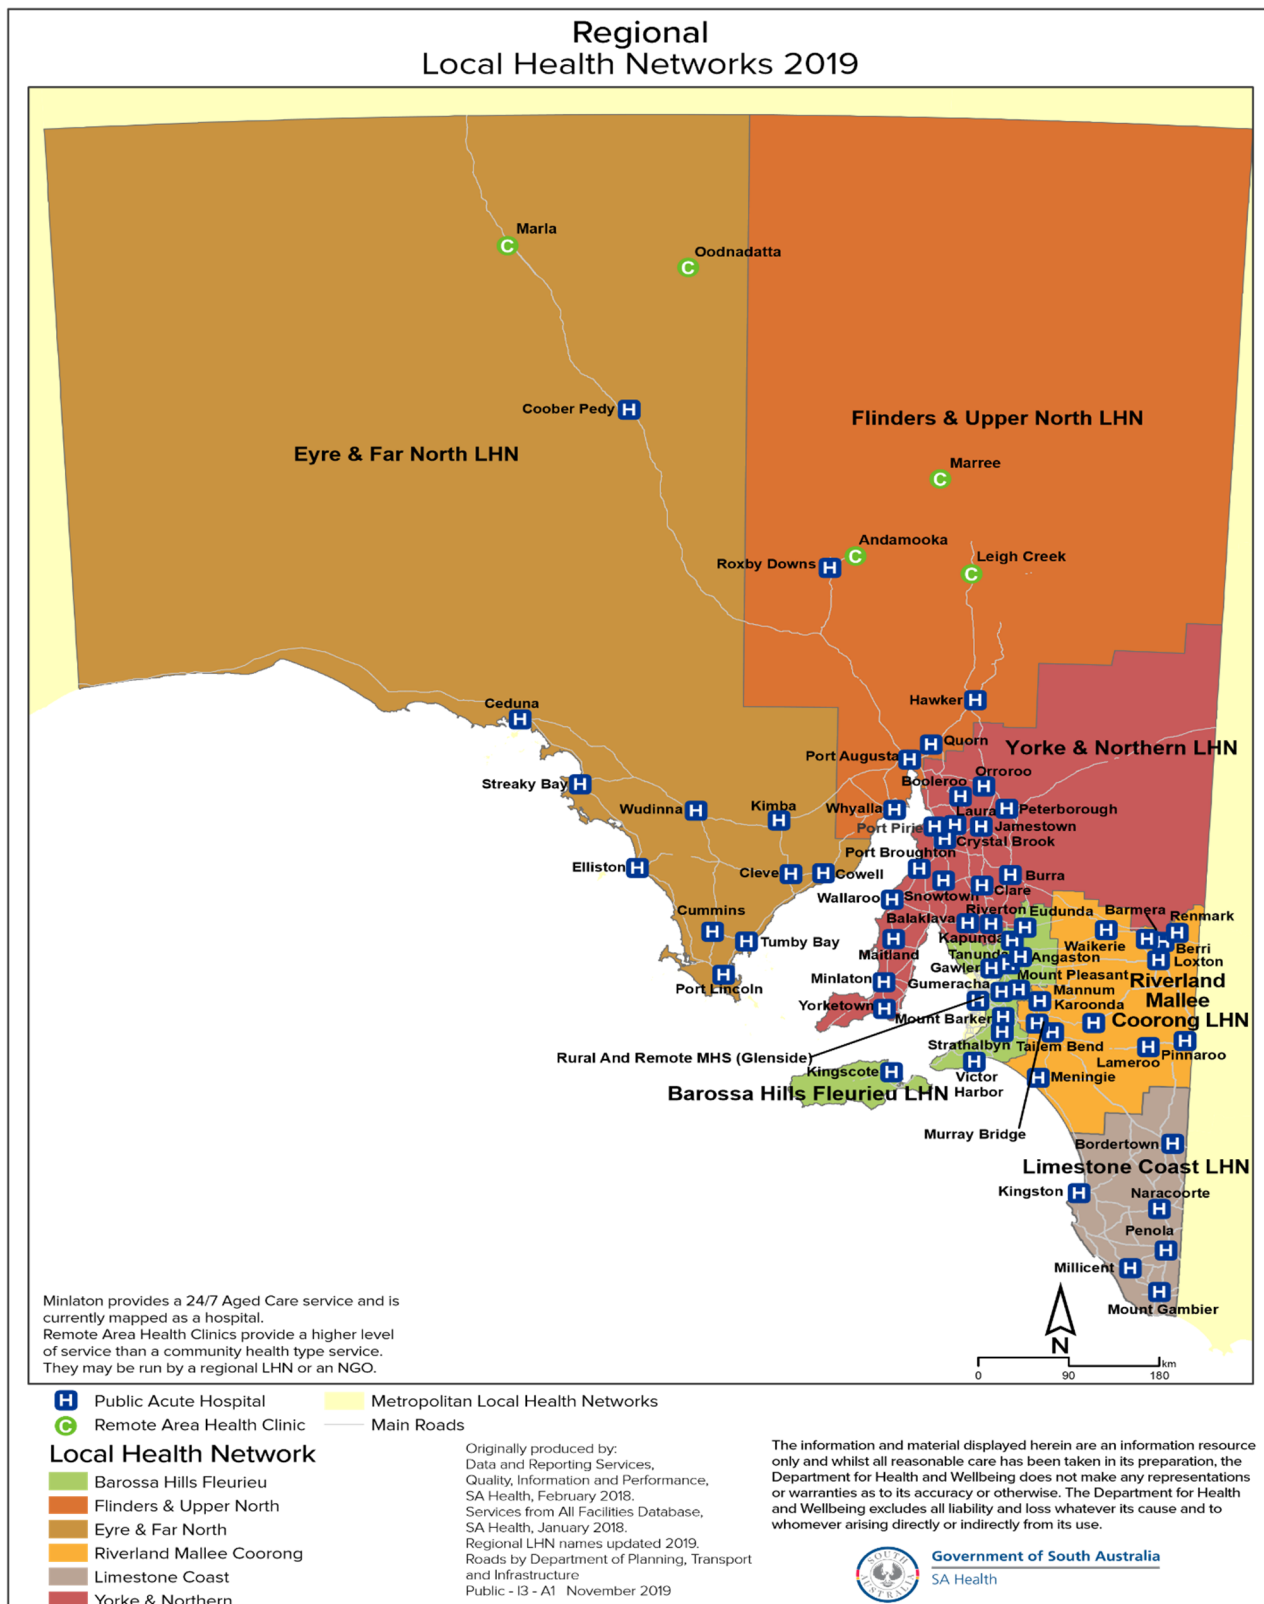 Regional
Local Health Networks 2019
Marla
C
Oodnadatta
C
Coober Pedy H
Flinders & Upper North LHN
Eyre & Far North LHN
Marree
C
Andamooka
C
Roxby Downs H
Leigh Creek
C
Hawker H
Ceduna
H
H Quorn
Yorke & Northern LHN
Port Augusta H
Orroroo
H
Booleroo
H
Streaky Bay H
Wudinna H
Kimba
H
Whyalla H
Laura
H
H Peterborough
Port Pirie H
H Jamestown
H Crystal Brook
Port Broughton
H
Elliston H
Cleve H
H Cowell
H Burra
H
Clare
Wallaroo H
Snowtown
H
Cummins
H
Riverton
H
Eudunda
H
Barmera
H
Renmark
H
Balaklava H
H Tumby Bay
Maitland
H
Kapunda H
Waikerie
H
Berri
H
Tanunda H
H Angaston
H Loxton
Port Lincoln
H
Gawler H
Minlaton H
Mount Pleasant
H
Riverland
Mallee
Coorong LHN
Gumeracha H
Mannum
H
Yorketown H
Karoonda
H
Mount Barker H
H
Strathalbyn
H
Tailem Bend
H
H
Pinnaroo
H
Lameroo
H
Rural And Remote MHS (Glenside)
H
Kingscote H
Victor
Harbor
H
H Meningie
Barossa Hills Fleurieu LHN
Murray Bridge
Bordertown H
Limestone Coast LHN
Kingston H
Naracoorte
H
Penola
H
Millicent H
H
Mount Gambier
Minlaton provides a 24/7 Aged Care service and is
currently mapped as a hospital.
Remote Area Health Clinics provide a higher level
of service than a community health type service.
They may be run by a regional LHN or an NGO.
N
km
0 90 180
H Public Acute Hospital
C Remote Area Health Clinic
Metropolitan Local Health Networks
Main Roads
Local Health Network
Barossa Hills Fleurieu
Flinders & Upper North
Eyre & Far North
Riverland Mallee Coorong
Limestone Coast
Yorke & Northern
Originally produced by:
Data and Reporting Services,
Quality, Information and Performance,
SA Health, February 2018.
Services from All Facilities Database,
SA Health, January 2018.
Regional LHN names updated 2019.
Roads by Department of Planning, Transport
and Infrastructure
Public - I3 - A1 November 2019
The information and material displayed herein are an information resource
only and whilst all reasonable care has been taken in its preparation, the
Department for Health and Wellbeing does not make any representations
or warranties as to its accuracy or otherwise. The Department for Health
and Wellbeing excludes all liability and loss whatever its cause and to
whomever arising directly or indirectly from its use.
SOUTH
AUSTRALIA
Government of South Australia
SA Health